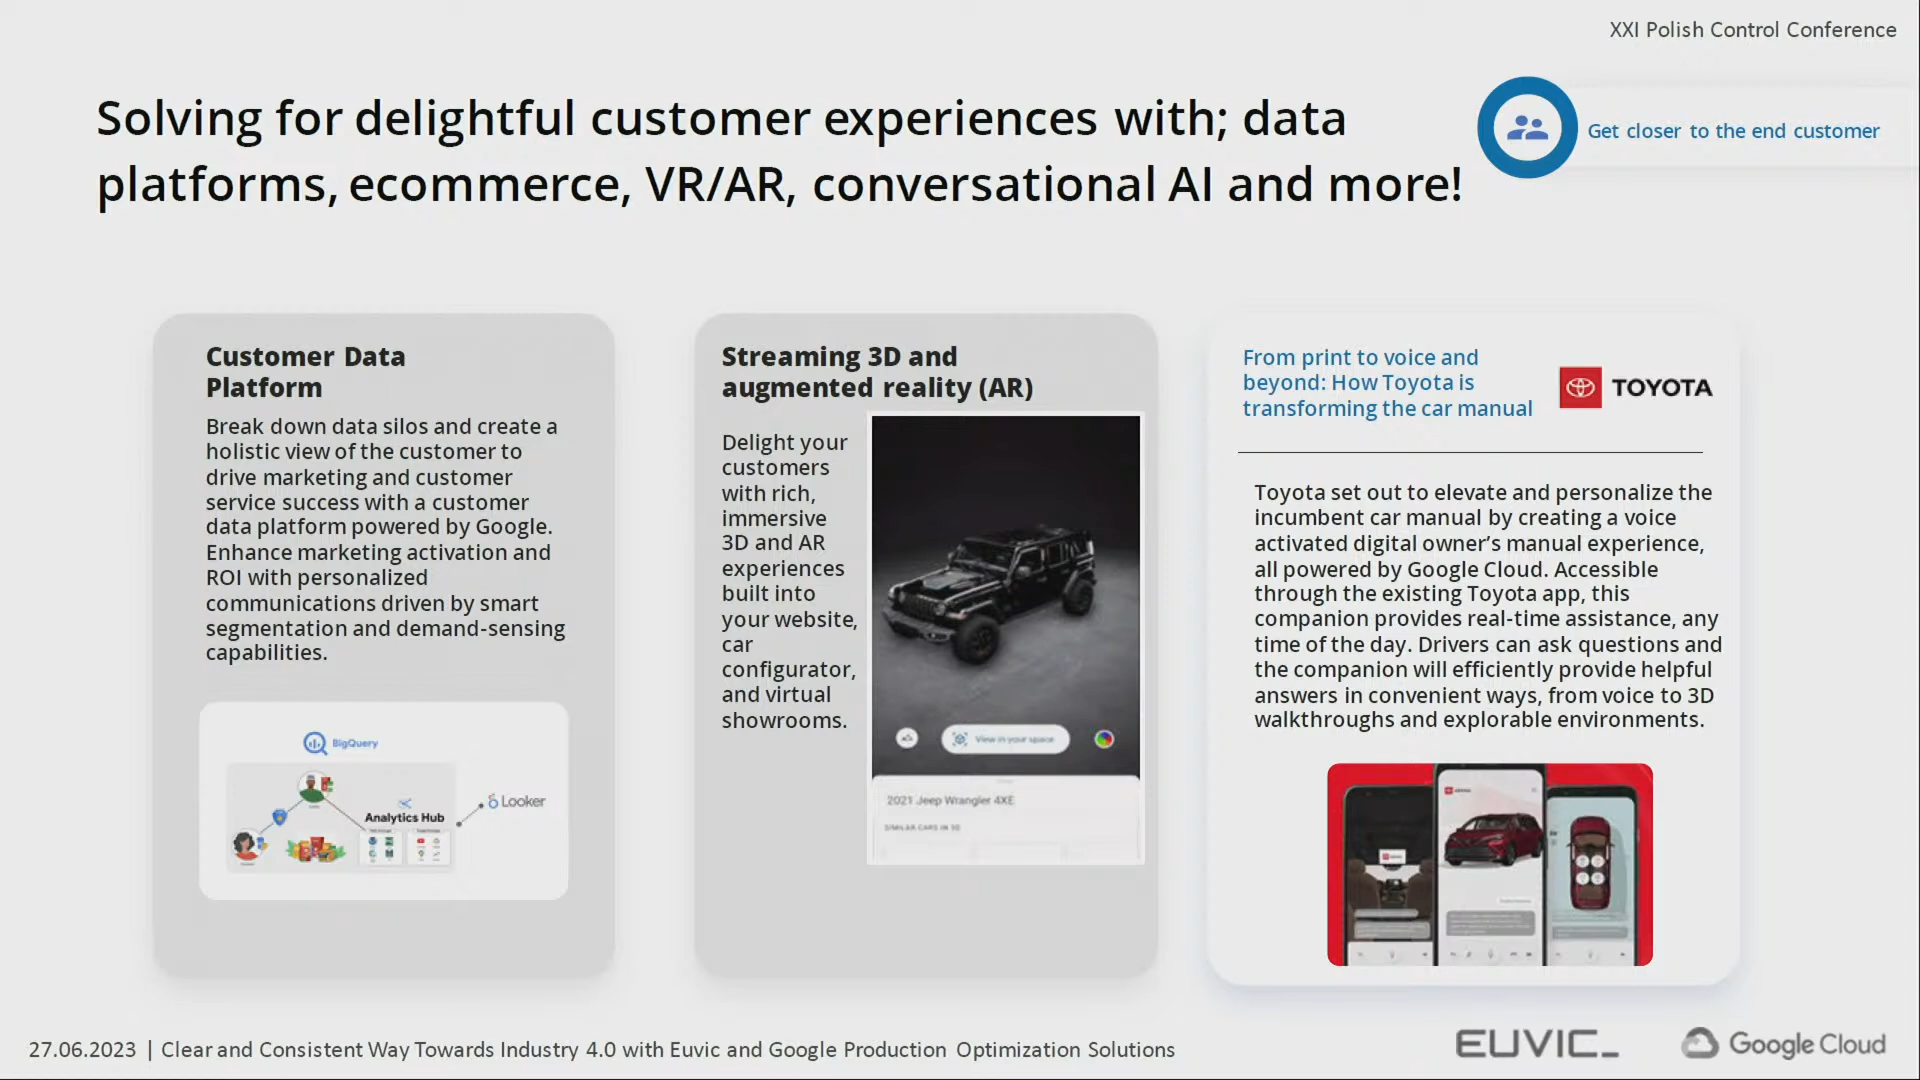 XXI Polish Control Conference
Solving for delightful customer experiences with; data
platforms, ecommerce, VR/AR, conversational AI and more!
Get closer to the end customer
Customer Data
Platform
Break down data silos and create a
holistic view of the customer to
drive marketing and customer
service success with a customer
data platform powered by Google.
Enhance marketing activation and
ROI with personalized
communications driven by smart
segmentation and demand-sensing
capabilities.
BigQuery
Analytics Hub
Looker
Streaming 3D and
augmented reality (AR)
Delight your
customers
with rich,
immersive
3D and AR
experiences
built into
your website,
car
configurator,
and virtual
showrooms.
View in your space
2021 Jeep Wrangler 4XE
SIMILAR CARS IN 3D
From print to voice and
beyond: How Toyota is
transforming the car manual
TOYOTA
Toyota set out to elevate and personalize the
incumbent car manual by creating a voice
activated digital owner’s manual experience,
all powered by Google Cloud. Accessible
through the existing Toyota app, this
companion provides real-time assistance, any
time of the day. Drivers can ask questions and
the companion will efficiently provide helpful
answers in convenient ways, from voice to 3D
walkthroughs and explorable environments.
27.06.2023 | Clear and Consistent Way Towards Industry 4.0 with Euvic and Google Production Optimization Solutions
EUVIC_
Google Cloud